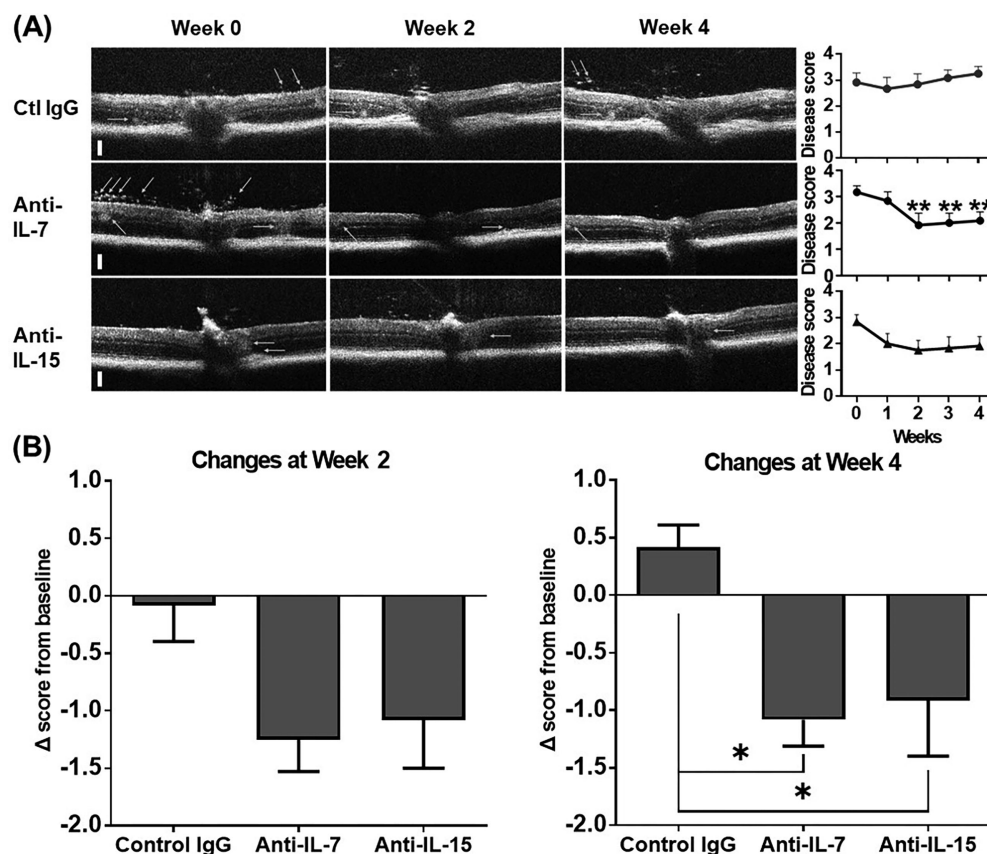 (A)
Week 0 Week 2 Week 4
Ctl IgG
Disease score
4
3
2
1
0
Anti-
IL-7
Disease score
4
3
2
1
0
** ** **
Anti-
IL-15
Disease score
4
3
2
1
0
0 1 2 3 4
Weeks
(B)
Changes at Week 2
Δ score from baseline
1.0
0.5
0.0
-0.5
-1.0
-1.5
-2.0
Control IgG Anti-IL-7 Anti-IL-15
Changes at Week 4
Δ score from baseline
1.0
0.5
0.0
-0.5
-1.0
-1.5
-2.0
*
*
Control IgG Anti-IL-7 Anti-IL-15